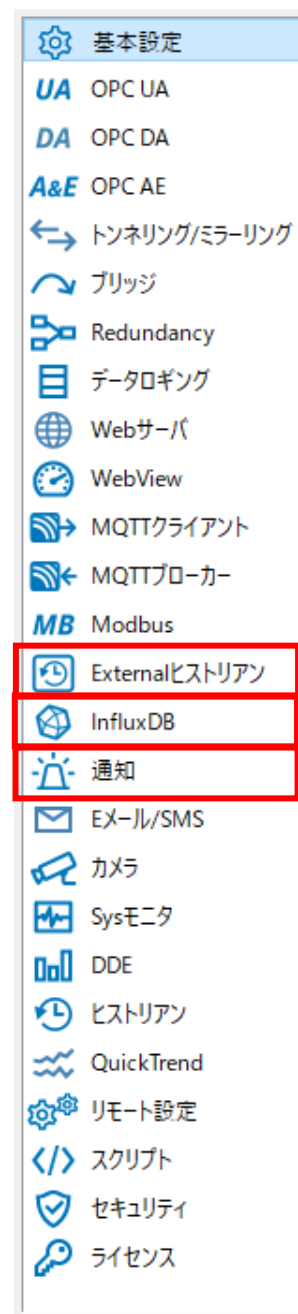 基本設定
UA OPC UA
DA OPC DA
A&E OPC AE
トンネリング/ミラーリング
ブリッジ
Redundancy
データロギング
Webサーバ
WebView
MQTTクライアント
MQTTブローカー
MB Modbus
Externalヒストリアン
InfluxDB
通知
Eメール/SMS
カメラ
Sysモニタ
DDE
ヒストリアン
QuickTrend
リモート設定
</> スクリプト
セキュリティ
ライセンス